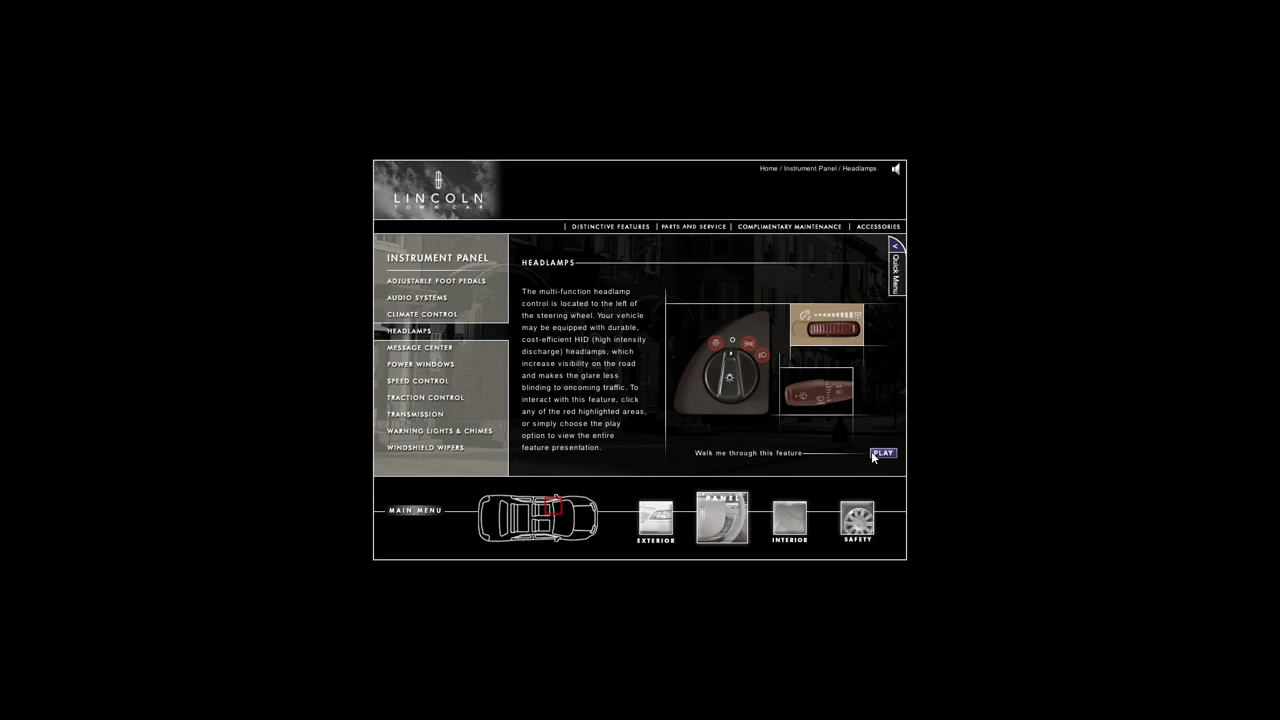 Home / Instrument Panel / Headlamps
LINCOLN
TOWN CAR
DISTINCTIVE FEATURES
PARTS AND SERVICE
COMPLIMENTARY MAINTENANCE
ACCESSORIES
Quick Menu
INSTRUMENT PANEL
ADJUSTABLE FOOT PEDALS
AUDIO SYSTEMS
CLIMATE CONTROL
HEADLAMPS
MESSAGE CENTER
POWER WINDOWS
SPEED CONTROL
TRACTION CONTROL
TRANSMISSION
WARNING LIGHTS & CHIMES
WINDSHIELD WIPERS
HEADLAMPS
The multi-function headlamp
control is located to the left of
the steering wheel. Your vehicle
may be equipped with durable,
cost-efficient HID (high intensity
discharge) headlamps, which
increase visibility on the road
and makes the glare less
blinding to oncoming traffic. To
interact with this feature, click
any of the red highlighted areas,
or simply choose the play
option to view the entire
feature presentation.
Walk me through this feature
PLAY
MAIN MENU
EXTERIOR
PANEL
INTERIOR
SAFETY